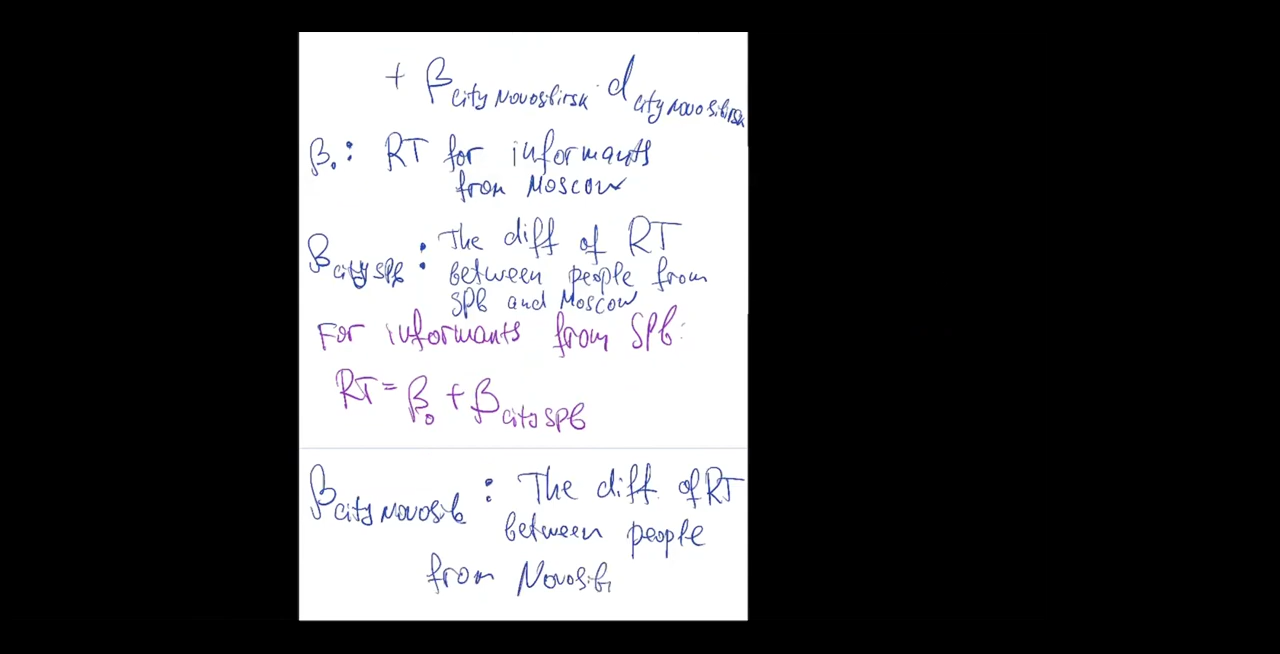 + β city Novosibirsk · d city novosibirsk
β₀: RT for informants
from Moscow
β city SPb : The diff of RT
between people from
SPb and Moscow
For informants from SPb:
RT = β₀ + β city SPb
β city Novosib : The diff of RT
between people
from Novosibi